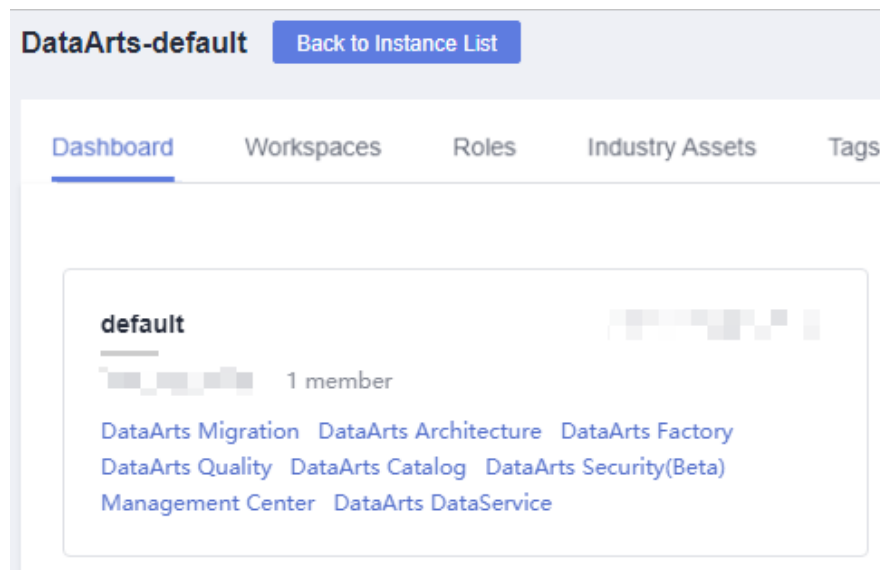 DataArts-default Back to Instance List
Dashboard Workspaces Roles Industry Assets Tags
default
1 member
DataArts Migration DataArts Architecture DataArts Factory
DataArts Quality DataArts Catalog DataArts Security(Beta)
Management Center DataArts DataService